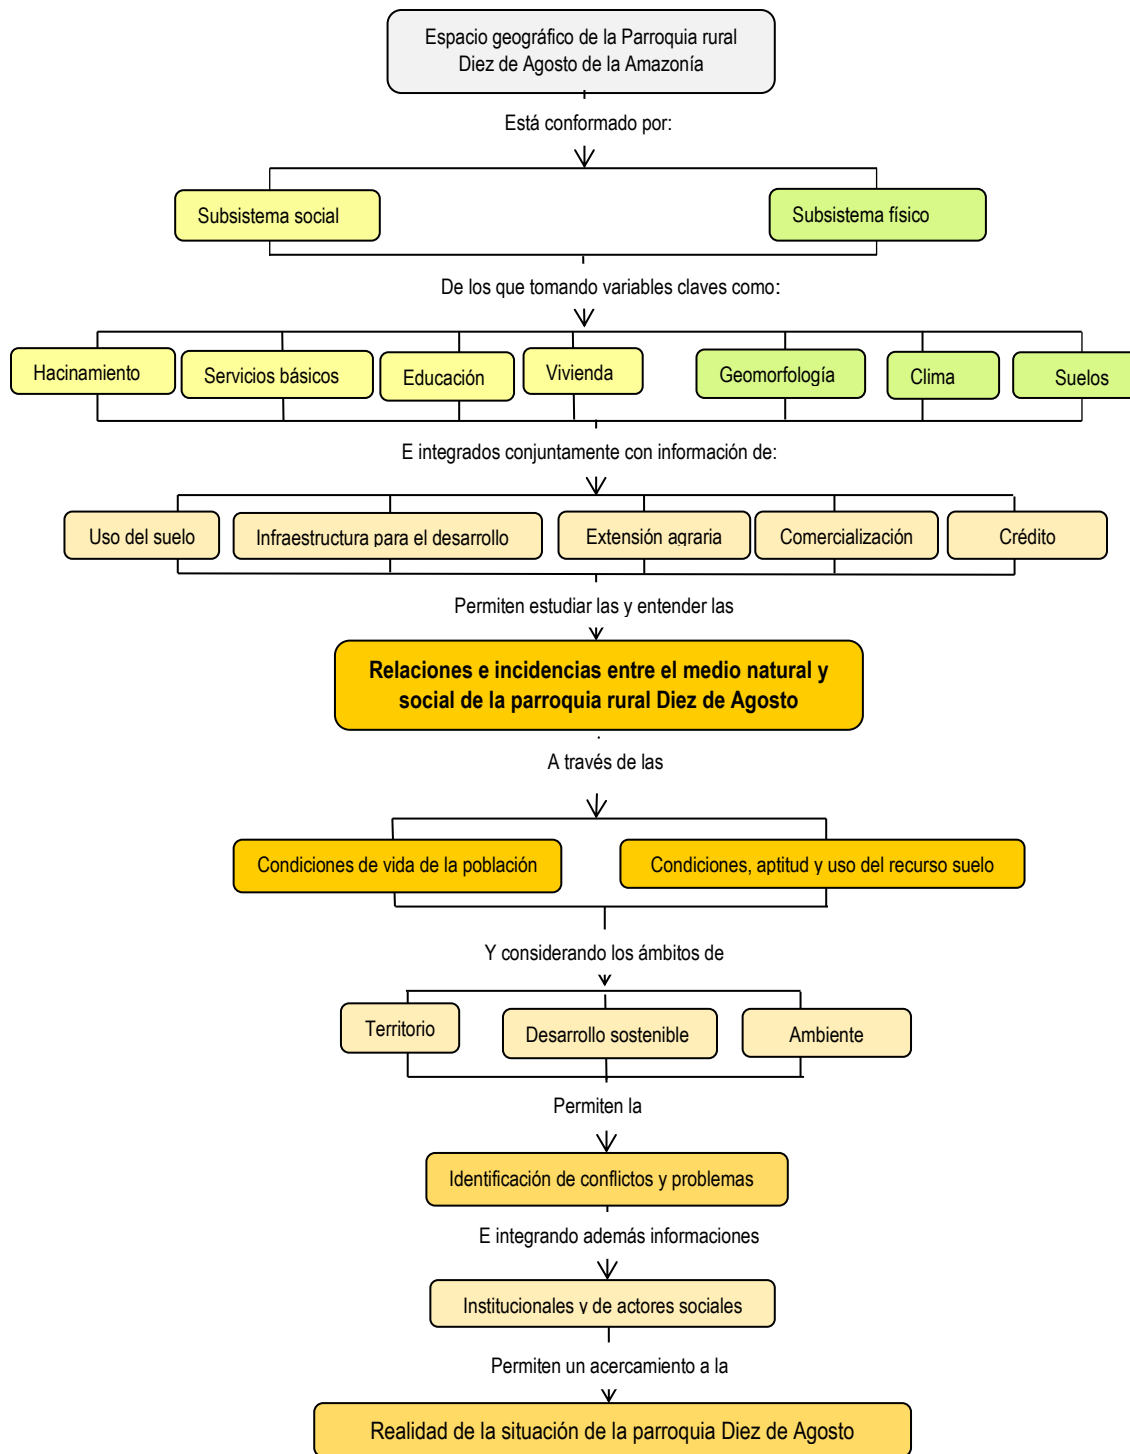 Espacio geográfico de la Parroquia rural
Diez de Agosto de la Amazonía
Está conformado por:
Subsistema social
Subsistema físico
De los que tomando variables claves como:
Hacinamiento
Servicios básicos
Educación
Vivienda
Geomorfología
Clima
Suelos
E integrados conjuntamente con información de:
Uso del suelo
Infraestructura para el desarrollo
Extensión agraria
Comercialización
Crédito
Permiten estudiar las y entender las
Relaciones e incidencias entre el medio natural y
social de la parroquia rural Diez de Agosto
A través de las
Condiciones de vida de la población
Condiciones, aptitud y uso del recurso suelo
Y considerando los ámbitos de
Territorio
Desarrollo sostenible
Ambiente
Permiten la
Identificación de conflictos y problemas
E integrando además informaciones
Institucionales y de actores sociales
Permiten un acercamiento a la
Realidad de la situación de la parroquia Diez de Agosto